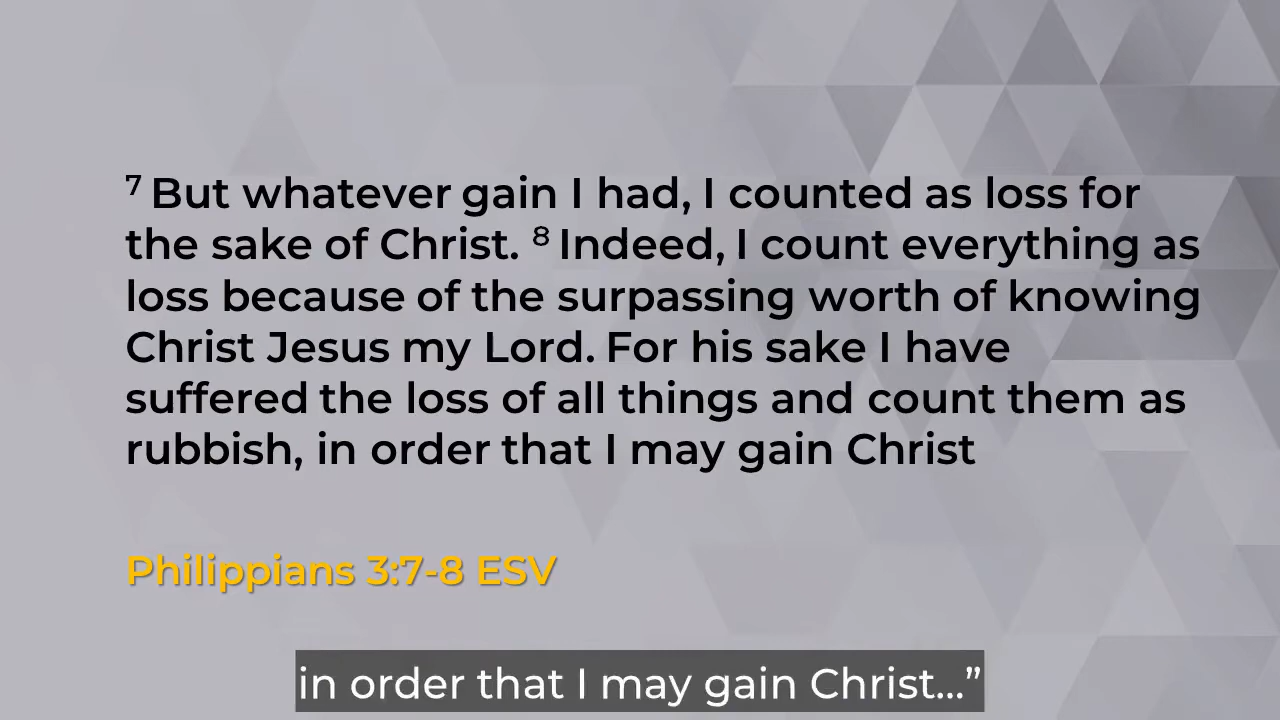 ⁷ But whatever gain I had, I counted as loss for
the sake of Christ. ⁸ Indeed, I count everything as
loss because of the surpassing worth of knowing
Christ Jesus my Lord. For his sake I have
suffered the loss of all things and count them as
rubbish, in order that I may gain Christ
Philippians 3:7-8 ESV
in order that I may gain Christ...”